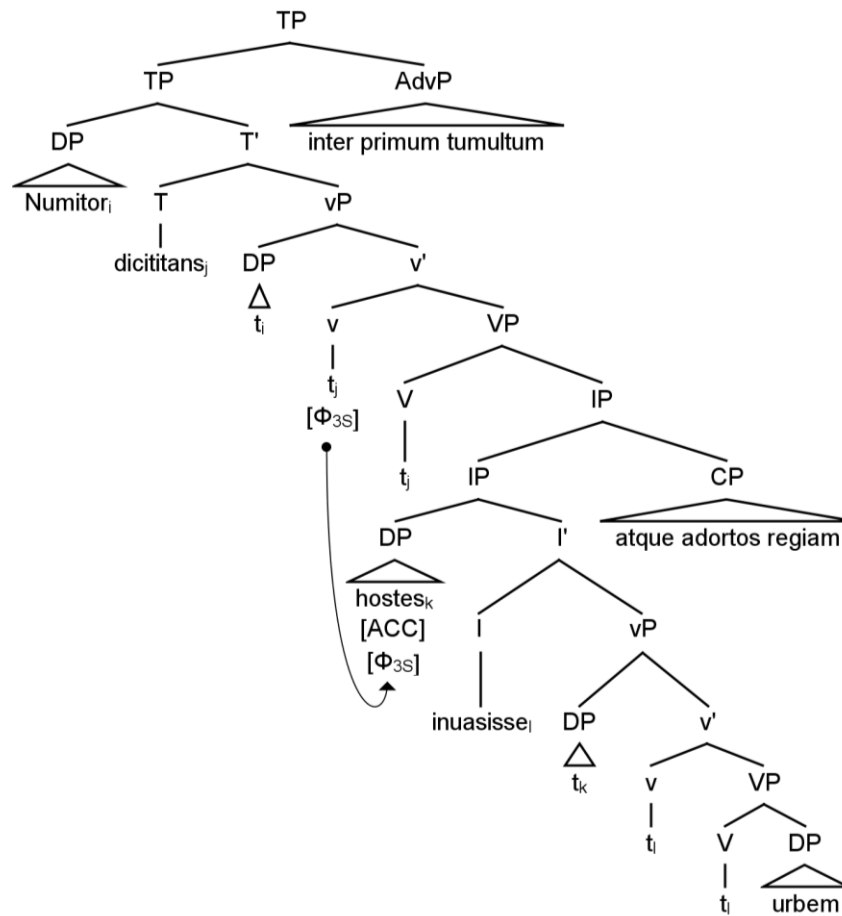 TP
TP AdvP
DP T' inter primum tumultum
Numitorᵢ T vP
dicititansⱼ DP v'
tᵢ v VP
tⱼ V IP
[Φ₃S]
tⱼ IP CP
DP I' atque adortos regiam
hostesₖ I vP
[ACC]
[Φ₃S]
inuasisseₗ DP v'
tₖ v VP
tₗ V DP
tₗ urbem